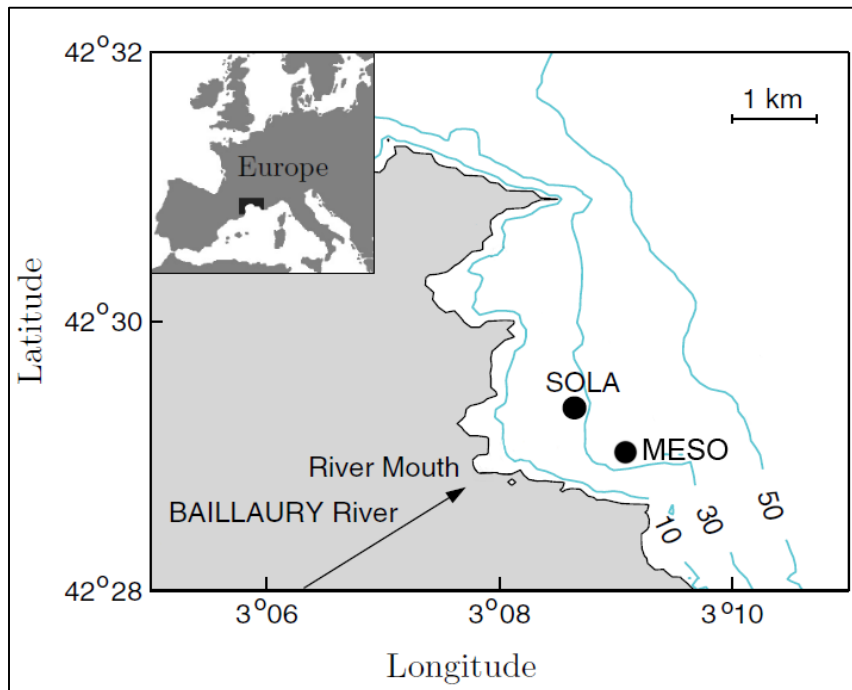 42°32
1 km
Europe
Latitude
42°30
SOLA
MESO
River Mouth
BAILLAURY River
10
30
50
42°28
3°06
3°08
3°10
Longitude